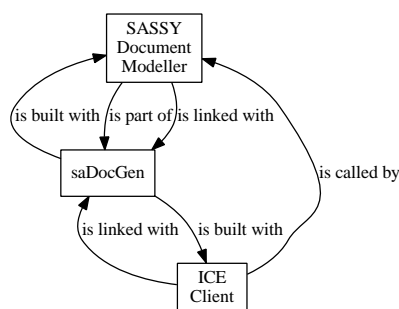 SASSY
Document
Modeller
is built with
is part of
is linked with
is called by
saDocGen
is linked with
is built with
ICE
Client